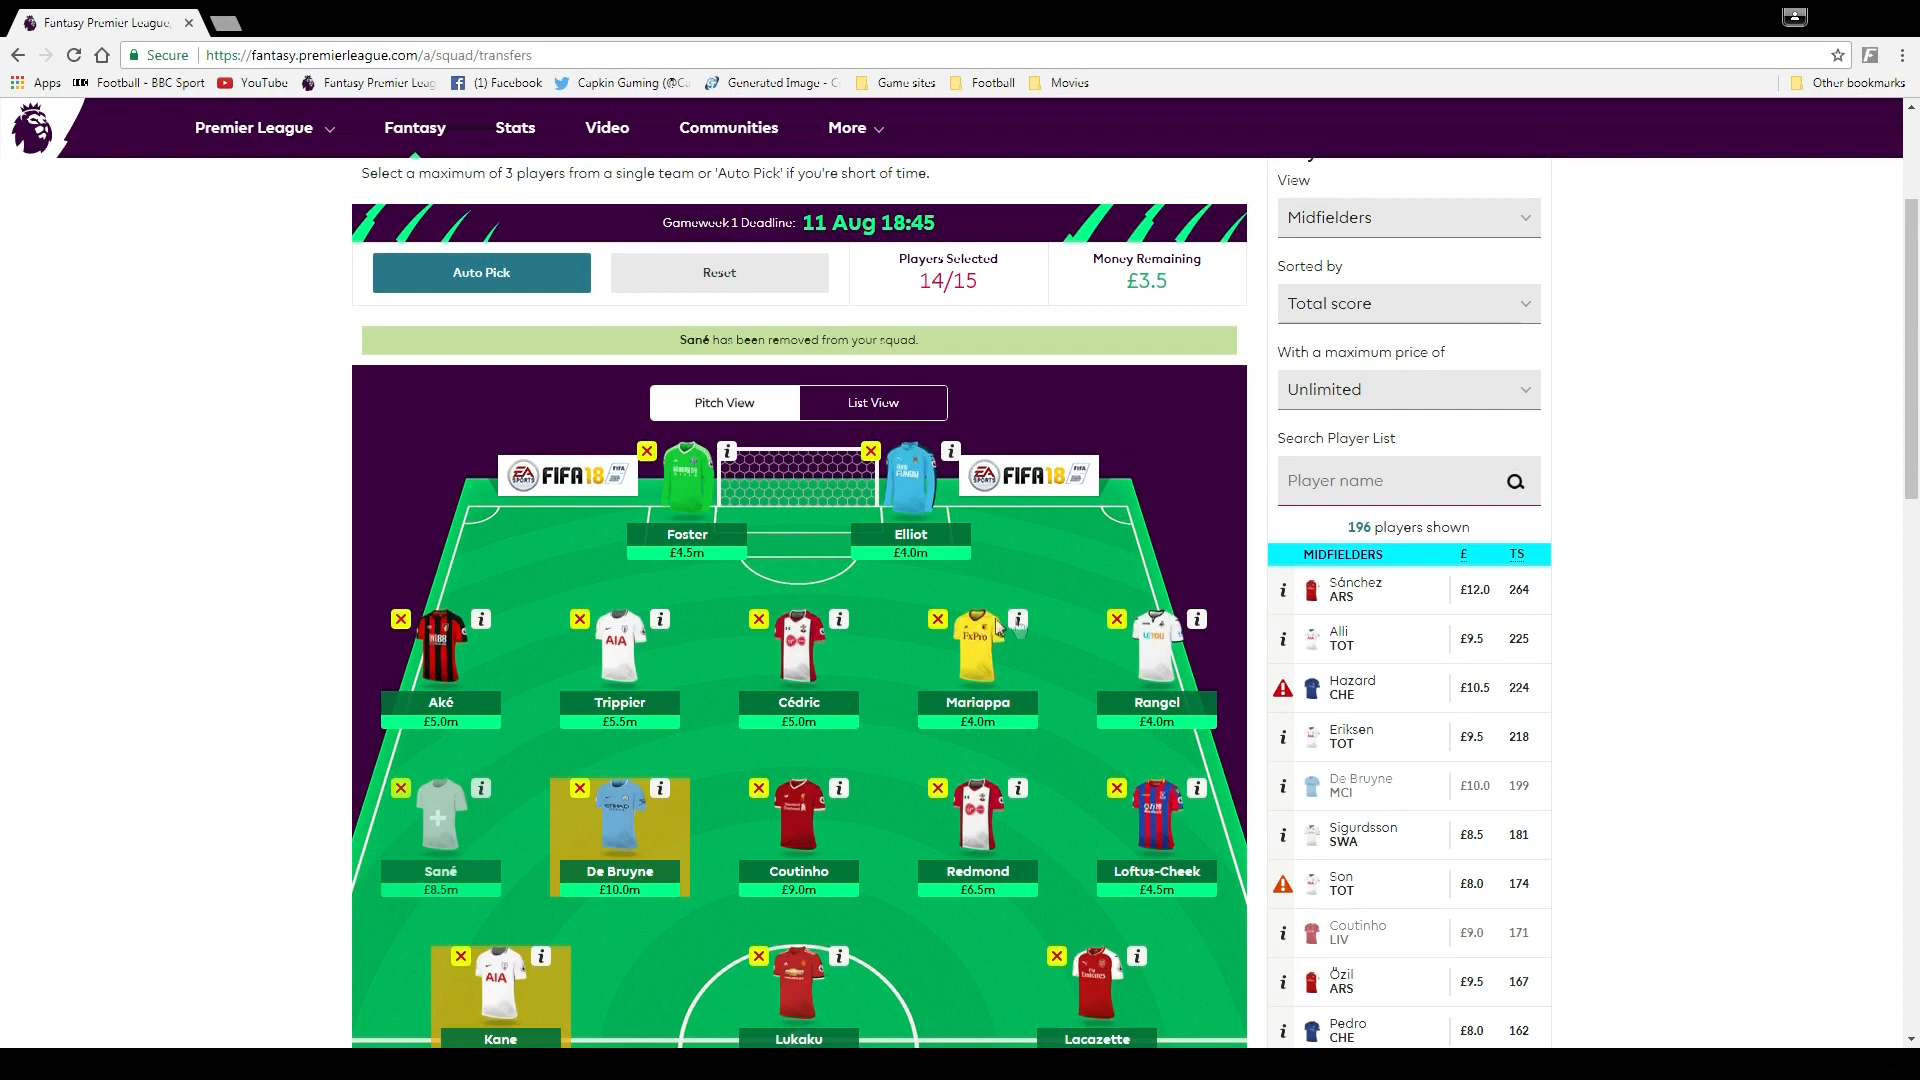 Fantasy Premier League,
Secure
https://fantasy.premierleague.com/a/squad/transfers
Apps
Football - BBC Sport
YouTube
Fantasy Premier Leag
(1) Facebook
Capkin Gaming (@Ca
Generated Image - C
Game sites
Football
Movies
Other bookmarks
Premier League
Fantasy
Stats
Video
Communities
More
Select a maximum of 3 players from a single team or 'Auto Pick' if you're short of time.
Gameweek 1 Deadline: 11 Aug 18:45
Auto Pick
Reset
Players Selected
14/15
Money Remaining
£3.5
Sané has been removed from your squad.
Pitch View
List View
EA SPORTS FIFA 18
EA SPORTS FIFA 18
Foster
£4.5m
Elliot
£4.0m
Aké
£5.0m
Trippier
£5.5m
Cédric
£5.0m
Mariappa
£4.0m
Rangel
£4.0m
Sané
£8.5m
De Bruyne
£10.0m
Coutinho
£9.0m
Redmond
£6.5m
Loftus-Cheek
£4.5m
Kane
Lukaku
Lacazette
View
Midfielders
Sorted by
Total score
With a maximum price of
Unlimited
Search Player List
Player name
196 players shown
MIDFIELDERS £ TS
Sánchez
ARS
£12.0 264
Alli
TOT
£9.5 225
Hazard
CHE
£10.5 224
Eriksen
TOT
£9.5 218
De Bruyne
MCI
£10.0 199
Sigurdsson
SWA
£8.5 181
Son
TOT
£8.0 174
Coutinho
LIV
£9.0 171
Özil
ARS
£9.5 167
Pedro
CHE
£8.0 162